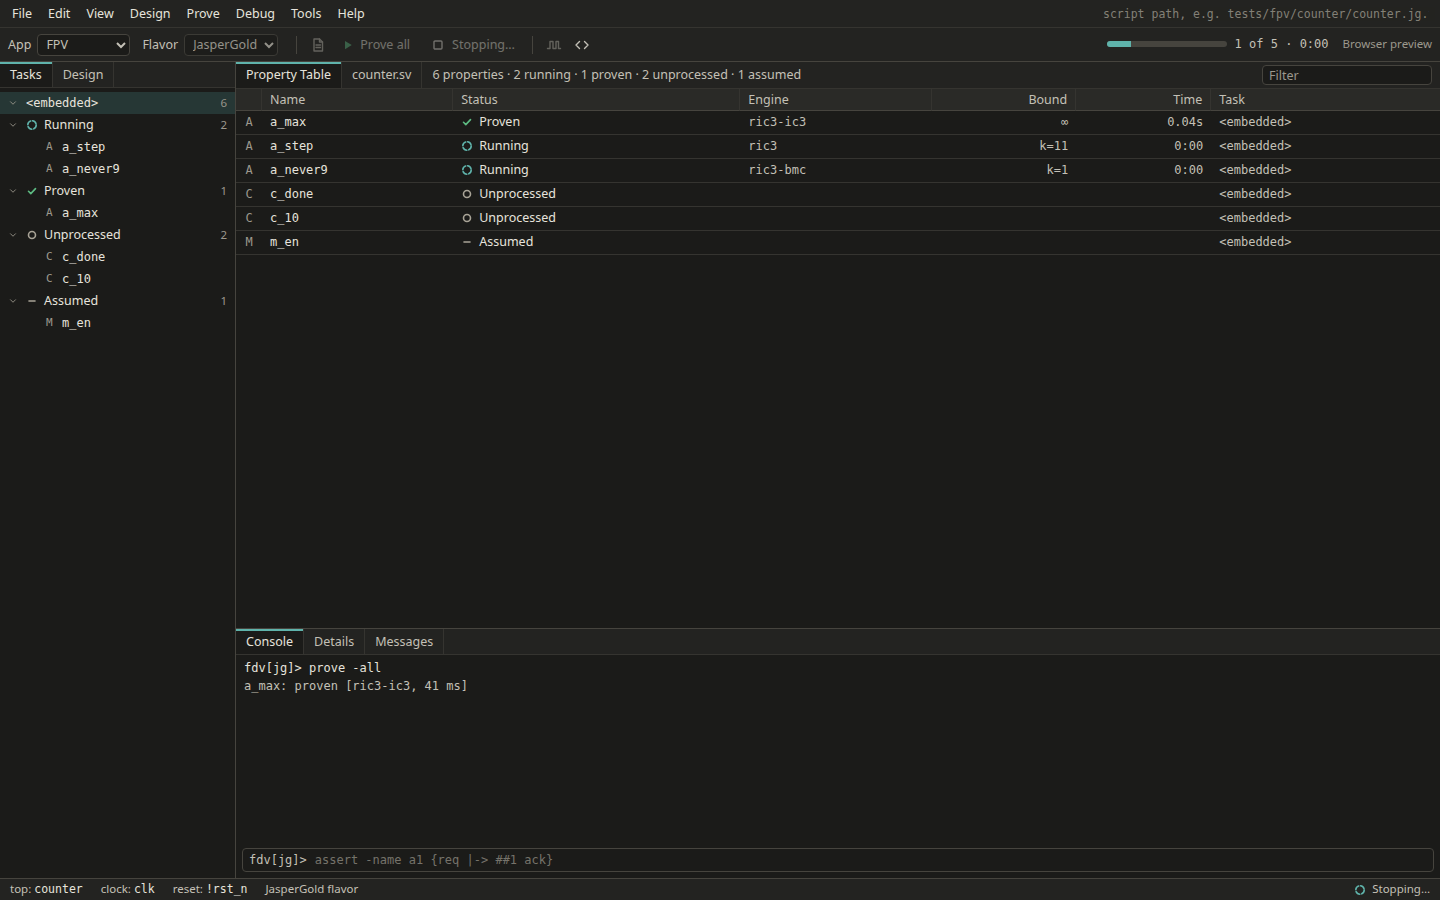 File Edit View Design Prove Debug Tools Help script path, e.g. tests/fpv/counter/counter.jg.
App FPV Flavor JasperGold Prove all Stopping... 1 of 5 · 0:00 Browser preview
Tasks Design
<embedded> 6
Running 2
A a_step
A a_never9
Proven 1
A a_max
Unprocessed 2
C c_done
C c_10
Assumed 1
M m_en
Property Table counter.sv 6 properties · 2 running · 1 proven · 2 unprocessed · 1 assumed Filter
Name Status Engine Bound Time Task
A a_max Proven ric3-ic3 ∞ 0.04s <embedded>
A a_step Running ric3 k=11 0:00 <embedded>
A a_never9 Running ric3-bmc k=1 0:00 <embedded>
C c_done Unprocessed <embedded>
C c_10 Unprocessed <embedded>
M m_en Assumed <embedded>
Console Details Messages
fdv[jg]> prove -all
a_max: proven [ric3-ic3, 41 ms]
fdv[jg]> assert -name a1 {req |-> ##1 ack}
top: counter clock: clk reset: !rst_n JasperGold flavor Stopping...